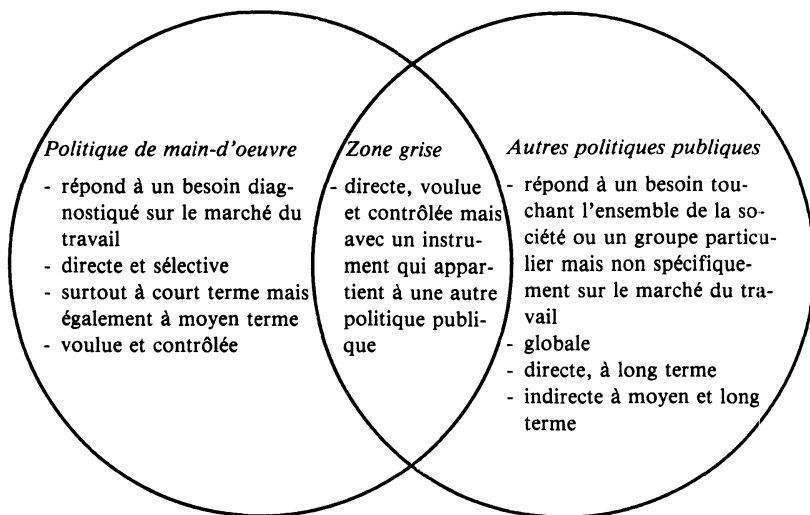 Politique de main-d'oeuvre
- répond à un besoin diag-
nostiqué sur le marché du
travail
- directe et sélective
- surtout à court terme mais
également à moyen terme
- voulue et contrôlée
Zone grise
- directe, voulue
et contrôlée mais
avec un instru-
ment qui appar-
tient à une autre
politique publi-
que
Autres politiques publiques
- répond à un besoin tou-
chant l'ensemble de la so-
ciété ou un groupe particu-
lier mais non spécifique-
ment sur le marché du tra-
vail
- globale
- directe, à long terme
- indirecte à moyen et long
terme